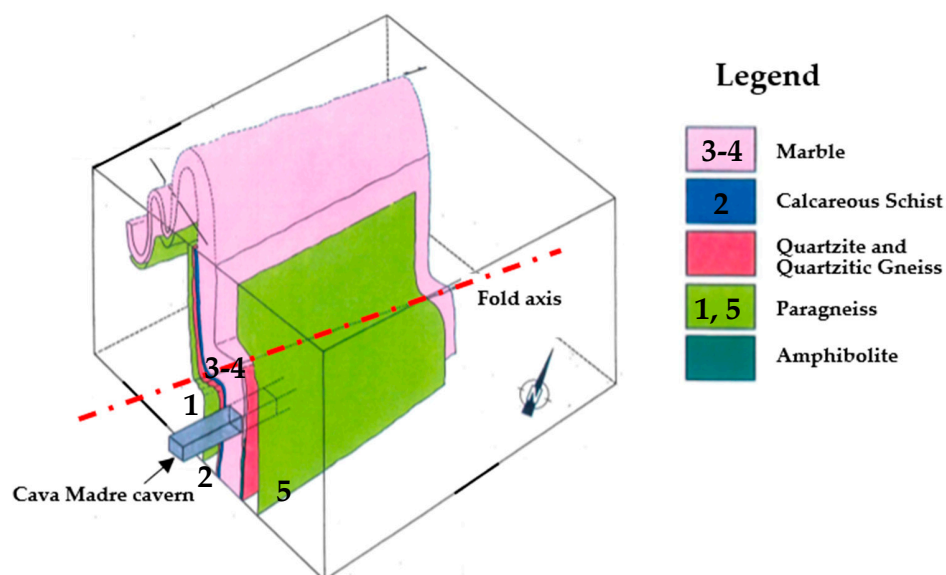 Legend
3-4 Marble
2 Calcareous Schist
Quartzite and
Quartzitic Gneiss
1, 5 Paragneiss
Amphibolite
Fold axis
3-4
1
2
5
Cava Madre cavern